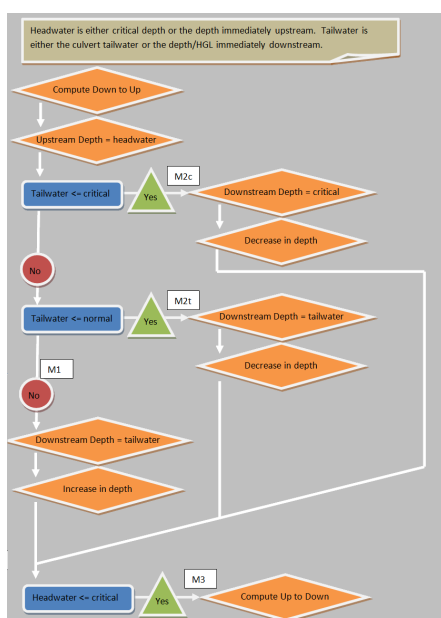 Headwater is either critical depth or the depth immediately upstream. Tailwater is
either the culvert tailwater or the depth/HGL immediately downstream.
Compute Down to Up
Upstream Depth = headwater
Tailwater <= critical
Yes
M2c
Downstream Depth = critical
Decrease in depth
No
Tailwater <= normal
Yes
M2t
Downstream Depth = tailwater
Decrease in depth
M1
No
Downstream Depth = tailwater
Increase in depth
Headwater <= critical
Yes
M3
Compute Up to Down